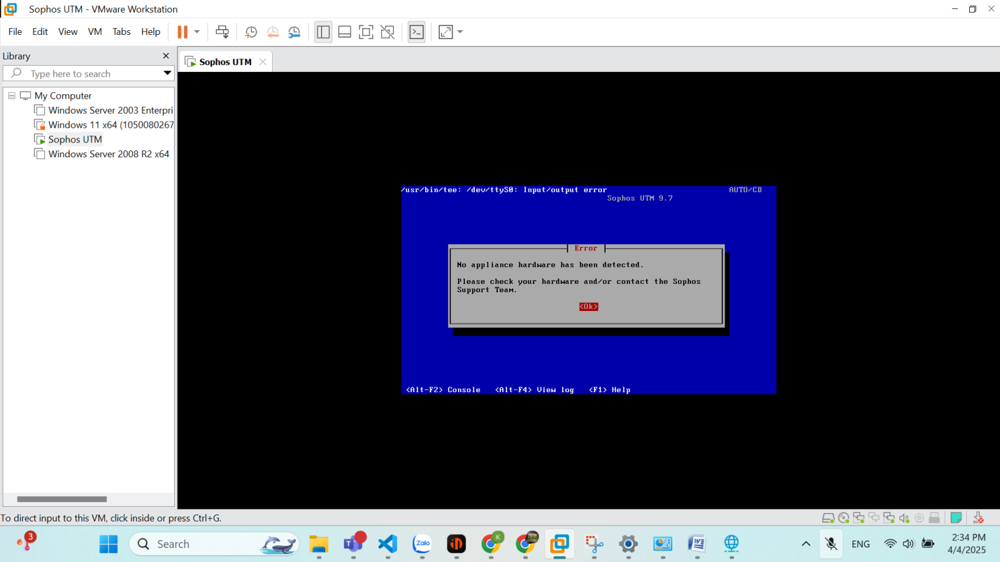 Sophos UTM - VMware Workstation
File Edit View VM Tabs Help
Library
Sophos UTM
Type here to search
My Computer
Windows Server 2003 Enterpri
Windows 11 x64 (1050080267
Sophos UTM
Windows Server 2008 R2 x64
/usr/bin/tee: /dev/ttyS0: Input/output error AUTO/CD
Sophos UTM 9.7
Error
No appliance hardware has been detected.
Please check your hardware and/or contact the Sophos
Support Team.
<Ok>
<Alt-F2> Console <Alt-F4> View log <F1> Help
To direct input to this VM, click inside or press Ctrl+G.
3
Search
T
Zalo
K
W
ENG
2:34 PM
4/4/2025